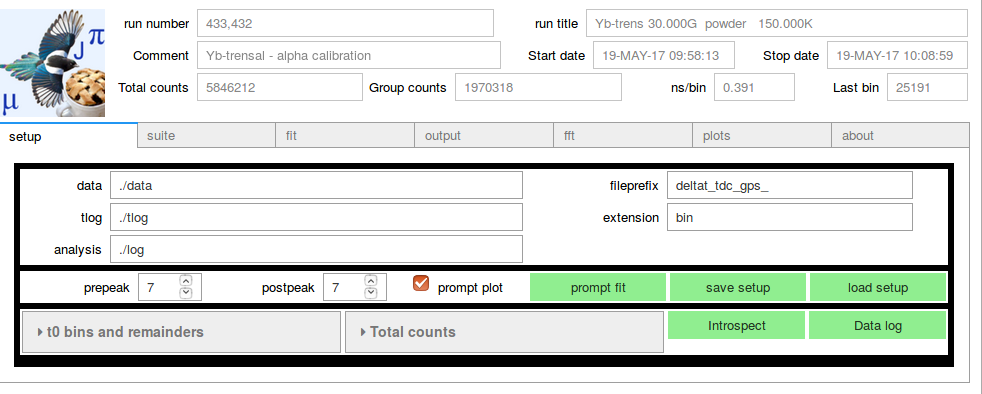 J π
μ
run number 433,432 run title Yb-trens 30.000G powder 150.000K
Comment Yb-trensal - alpha calibration Start date 19-MAY-17 09:58:13 Stop date 19-MAY-17 10:08:59
Total counts 5846212 Group counts 1970318 ns/bin 0.391 Last bin 25191
setup suite fit output fft plots about
data ./data fileprefix deltat_tdc_gps_
tlog ./tlog extension bin
analysis ./log
prepeak 7 postpeak 7 prompt plot prompt fit save setup load setup
t0 bins and remainders Total counts Introspect Data log